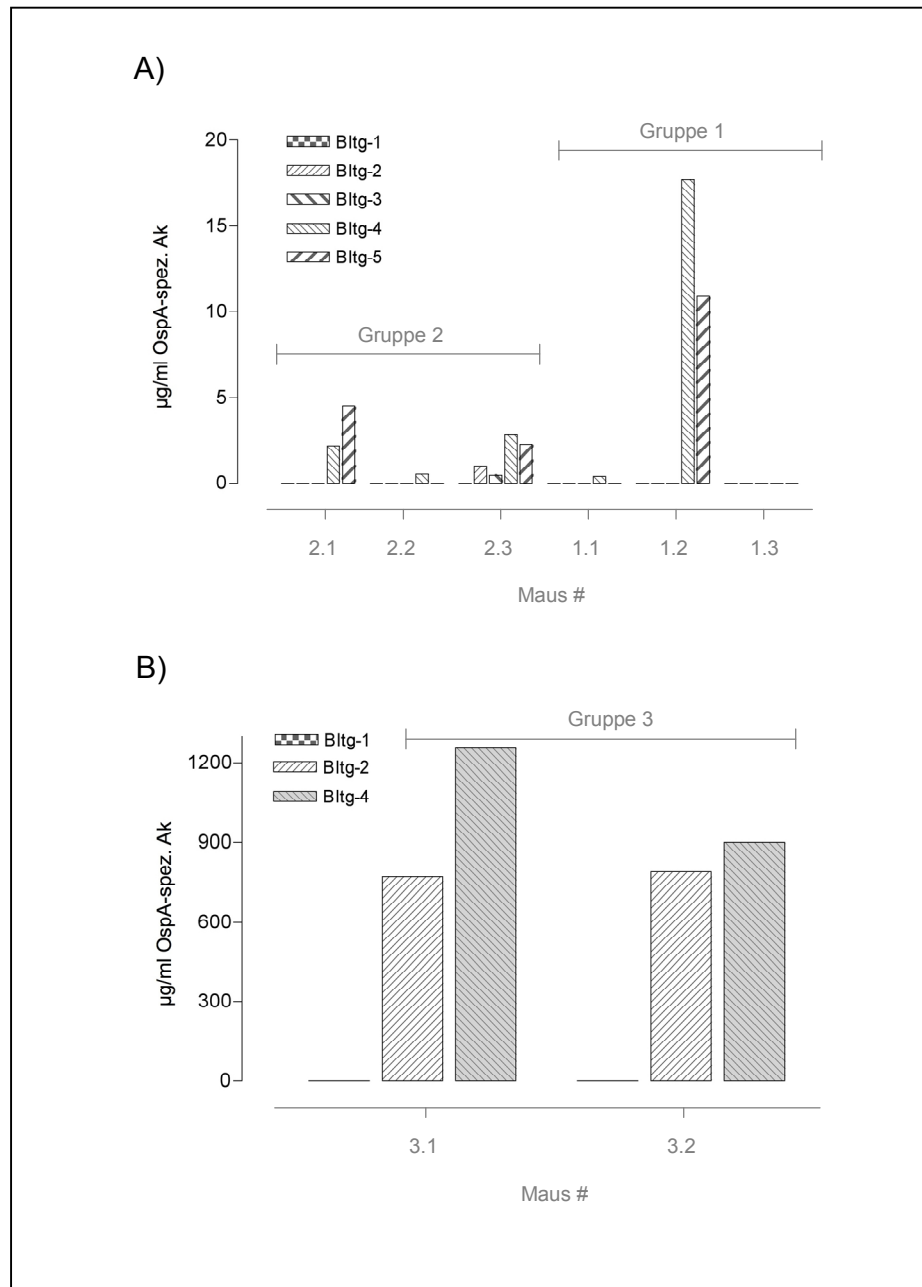 A)
Gruppe 1
20
15
10
5
0
µg/ml OspA-spez. Ak
Bltg-1
Bltg-2
Bltg-3
Bltg-4
Bltg-5
Gruppe 2
2.1 2.2 2.3 1.1 1.2 1.3
Maus #
B)
Gruppe 3
1200
900
600
300
0
µg/ml OspA-spez. Ak
Bltg-1
Bltg-2
Bltg-4
3.1 3.2
Maus #